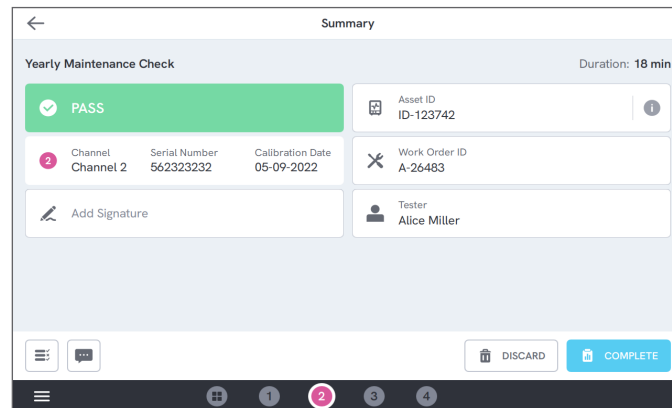 Summary
Yearly Maintenance Check
Duration: 18 min
PASS
Asset ID
ID-123742
2
Channel
Channel 2
Serial Number
562323232
Calibration Date
05-09-2022
Work Order ID
A-26483
Add Signature
Tester
Alice Miller
DISCARD
COMPLETE
1
2
3
4